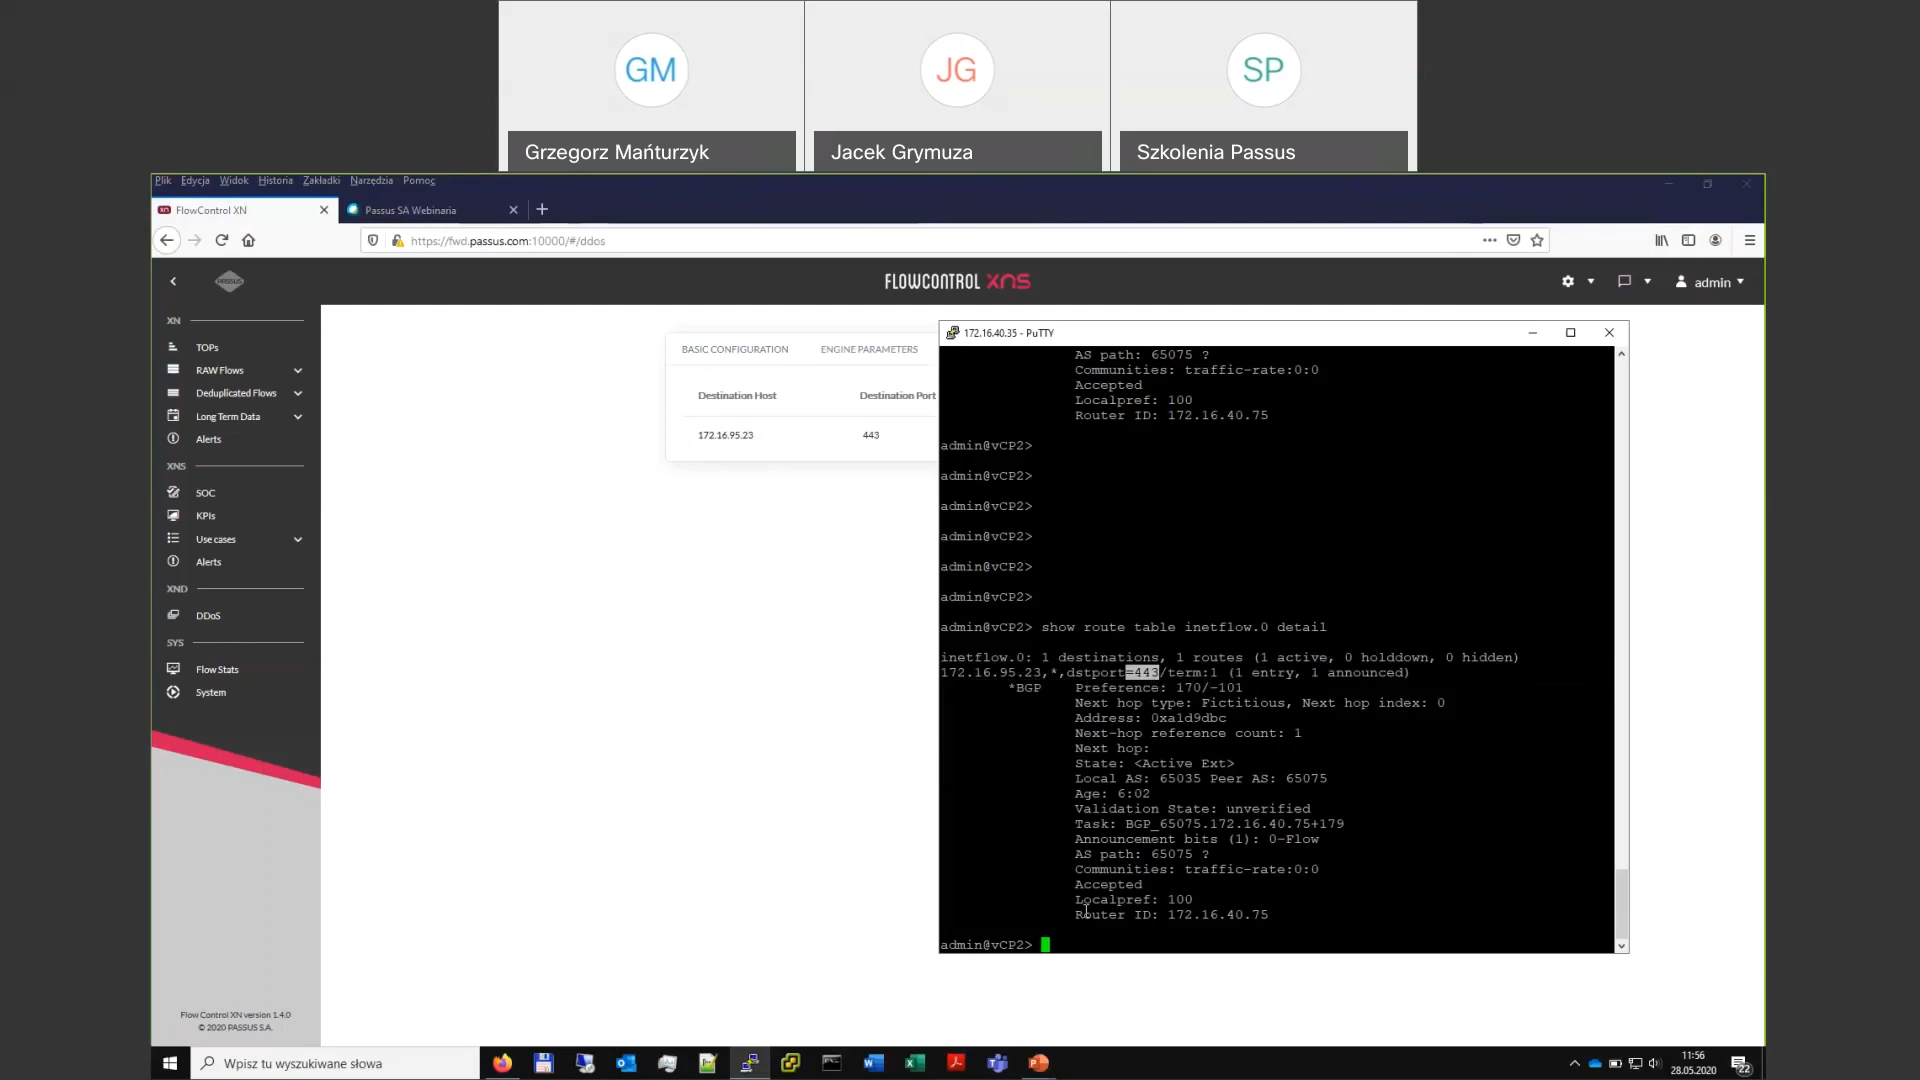 GM
JG
SP
Grzegorz Mańturzyk
Jacek Grymuza
Szkolenia Passus
Plik Edycja Widok Historia Zakładki Narzędzia Pomoc
FlowControl XN
Passus SA Webinaria
https://fwd.passus.com:10000/#/ddos
PASSUS
FLOWCONTROL XNS
admin
XN
TOPs
RAW Flows
Deduplicated Flows
Long Term Data
Alerts
XNS
SOC
KPIs
Use cases
Alerts
XND
DDoS
SYS
Flow Stats
System
Flow Control XN version 1.4.0
© 2020 PASSUS S.A.
BASIC CONFIGURATION ENGINE PARAMETERS
Destination Host Destination Port
172.16.95.23 443
172.16.40.35 - PuTTY
AS path: 65075 ?
Communities: traffic-rate:0:0
Accepted
Localpref: 100
Router ID: 172.16.40.75
admin@vCP2>
admin@vCP2>
admin@vCP2>
admin@vCP2>
admin@vCP2>
admin@vCP2>
admin@vCP2> show route table inetflow.0 detail
inetflow.0: 1 destinations, 1 routes (1 active, 0 holddown, 0 hidden)
172.16.95.23,*,dstport=443/term:1 (1 entry, 1 announced)
*BGP Preference: 170/-101
Next hop type: Fictitious, Next hop index: 0
Address: 0xa1d9dbc
Next-hop reference count: 1
Next hop:
State: <Active Ext>
Local AS: 65035 Peer AS: 65075
Age: 6:02
Validation State: unverified
Task: BGP_65075.172.16.40.75+179
Announcement bits (1): 0-Flow
AS path: 65075 ?
Communities: traffic-rate:0:0
Accepted
Localpref: 100
Router ID: 172.16.40.75
admin@vCP2>
Wpisz tu wyszukiwane słowa
11:56
28.05.2020
22